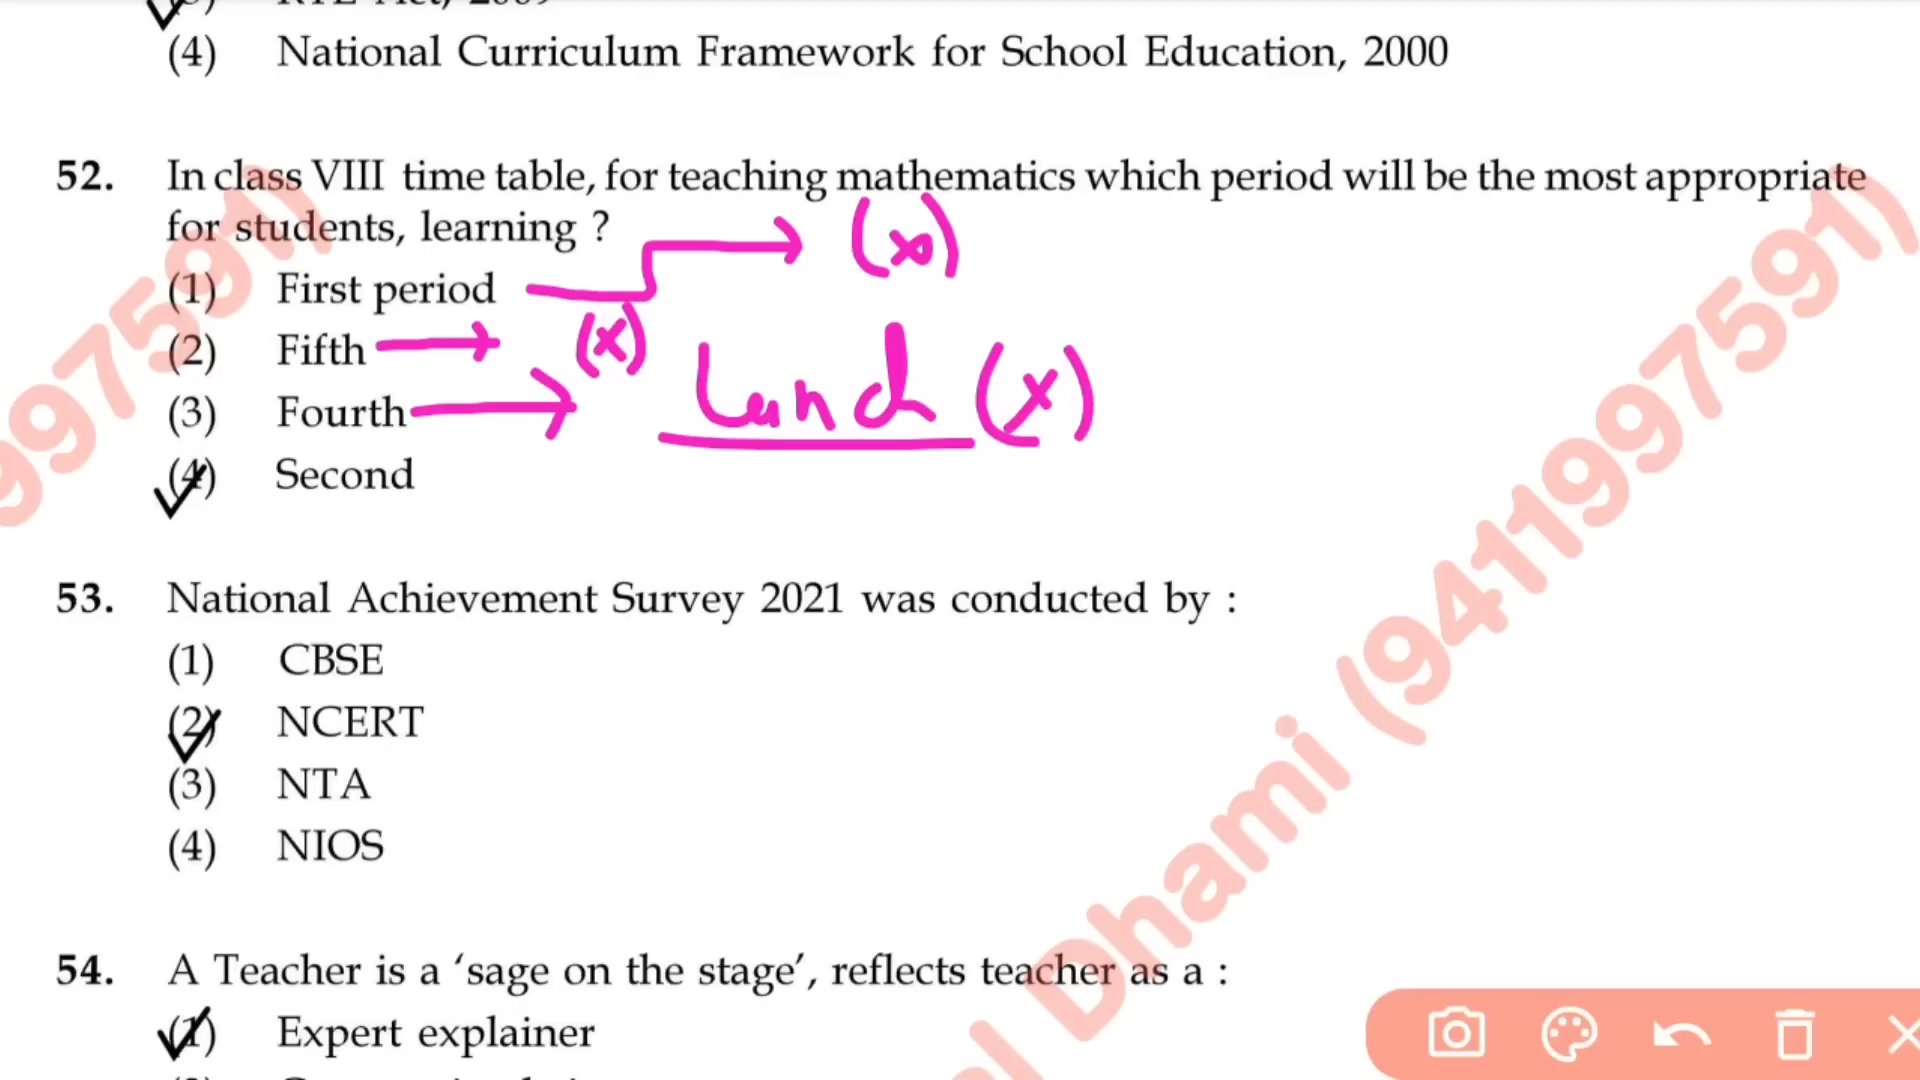 (4) National Curriculum Framework for School Education, 2000
52. In class VIII time table, for teaching mathematics which period will be the most appropriate
for students, learning ?
(x)
(1) First period
(2) Fifth (x)
(3) Fourth Lunch (x)
(4) Second
53. National Achievement Survey 2021 was conducted by :
(1) CBSE
(2) NCERT
(3) NTA
(4) NIOS
54. A Teacher is a ‘sage on the stage’, reflects teacher as a :
(1) Expert explainer
997591)
Dhami (9411997591)